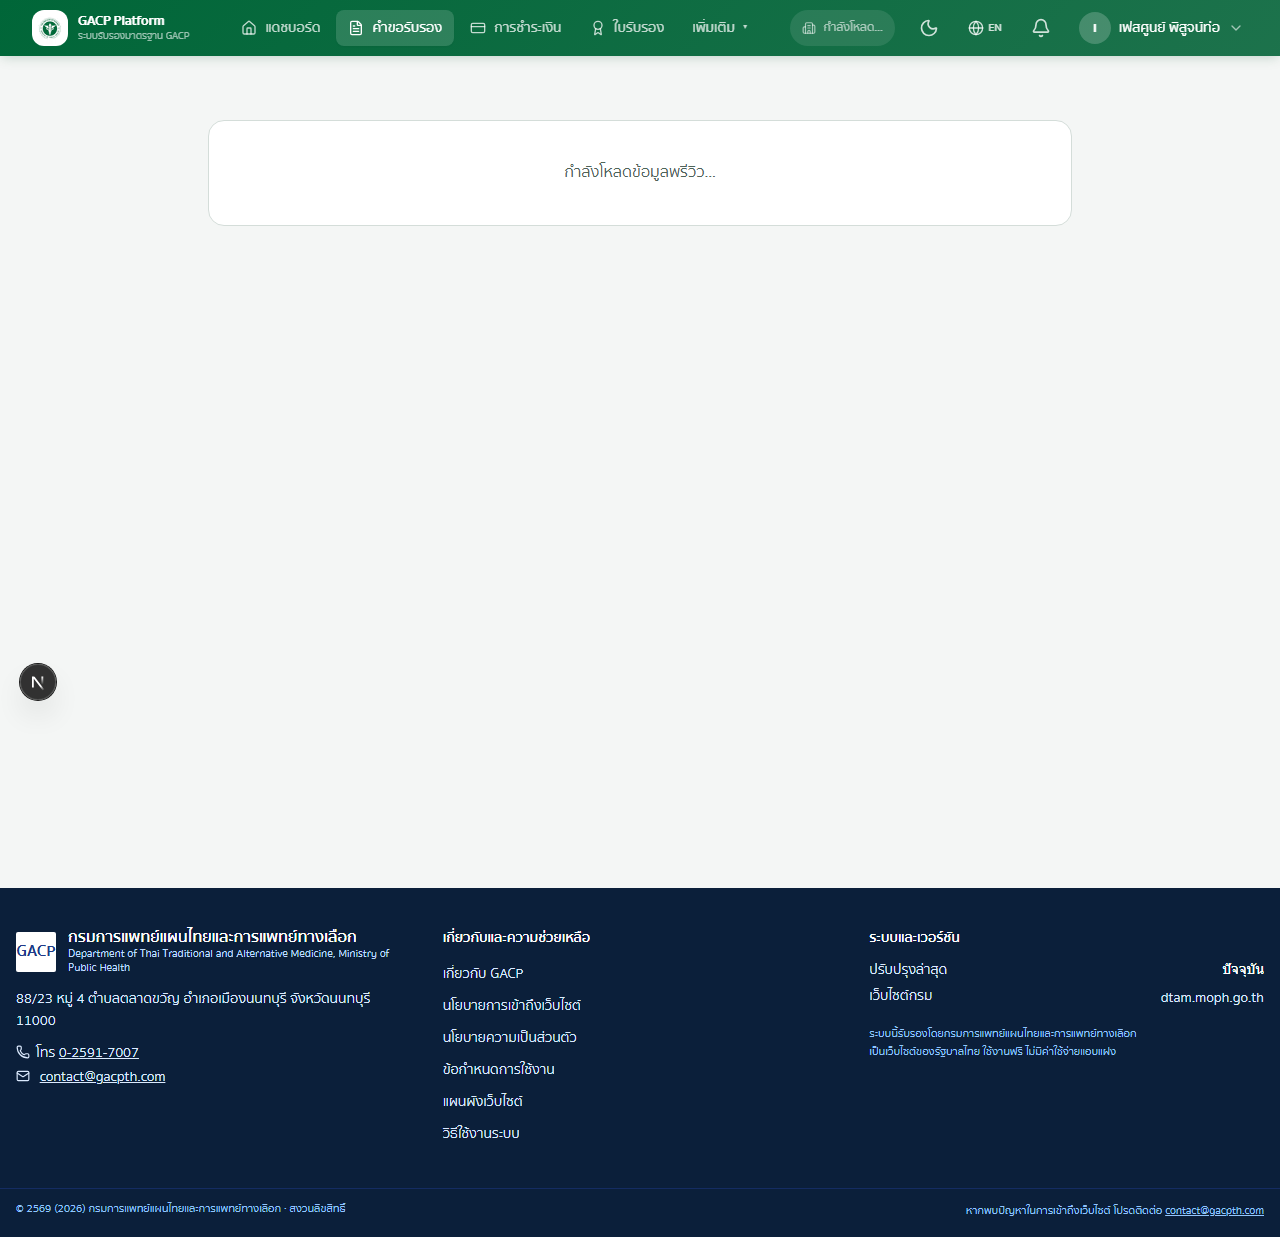 GACP Platform
ระบบรับรองมาตรฐาน GACP
แดชบอร์ด
คำขอรับรอง
การชำระเงิน
ใบรับรอง
เพิ่มเติม
กำลังโหลด...
EN
I
เฟสศูนย์ พิสูจน์ท่อ
กำลังโหลดข้อมูลพรีวิว...
N
GACP
กรมการแพทย์แผนไทยและการแพทย์ทางเลือก
Department of Thai Traditional and Alternative Medicine, Ministry of
Public Health
88/23 หมู่ 4 ตำบลตลาดขวัญ อำเภอเมืองนนทบุรี จังหวัดนนทบุรี
11000
โทร 0-2591-7007
contact@gacpth.com
เกี่ยวกับและความช่วยเหลือ
เกี่ยวกับ GACP
นโยบายการเข้าถึงเว็บไซต์
นโยบายความเป็นส่วนตัว
ข้อกำหนดการใช้งาน
แผนผังเว็บไซต์
วิธีใช้งานระบบ
ระบบและเวอร์ชัน
ปรับปรุงล่าสุด ปัจจุบัน
เว็บไซต์กรม dtam.moph.go.th
ระบบนี้รับรองโดยกรมการแพทย์แผนไทยและการแพทย์ทางเลือก
เป็นเว็บไซต์ของรัฐบาลไทย ใช้งานฟรี ไม่มีค่าใช้จ่ายแอบแฝง
© 2569 (2026) กรมการแพทย์แผนไทยและการแพทย์ทางเลือก · สงวนลิขสิทธิ์
หากพบปัญหาในการเข้าถึงเว็บไซต์ โปรดติดต่อ contact@gacpth.com